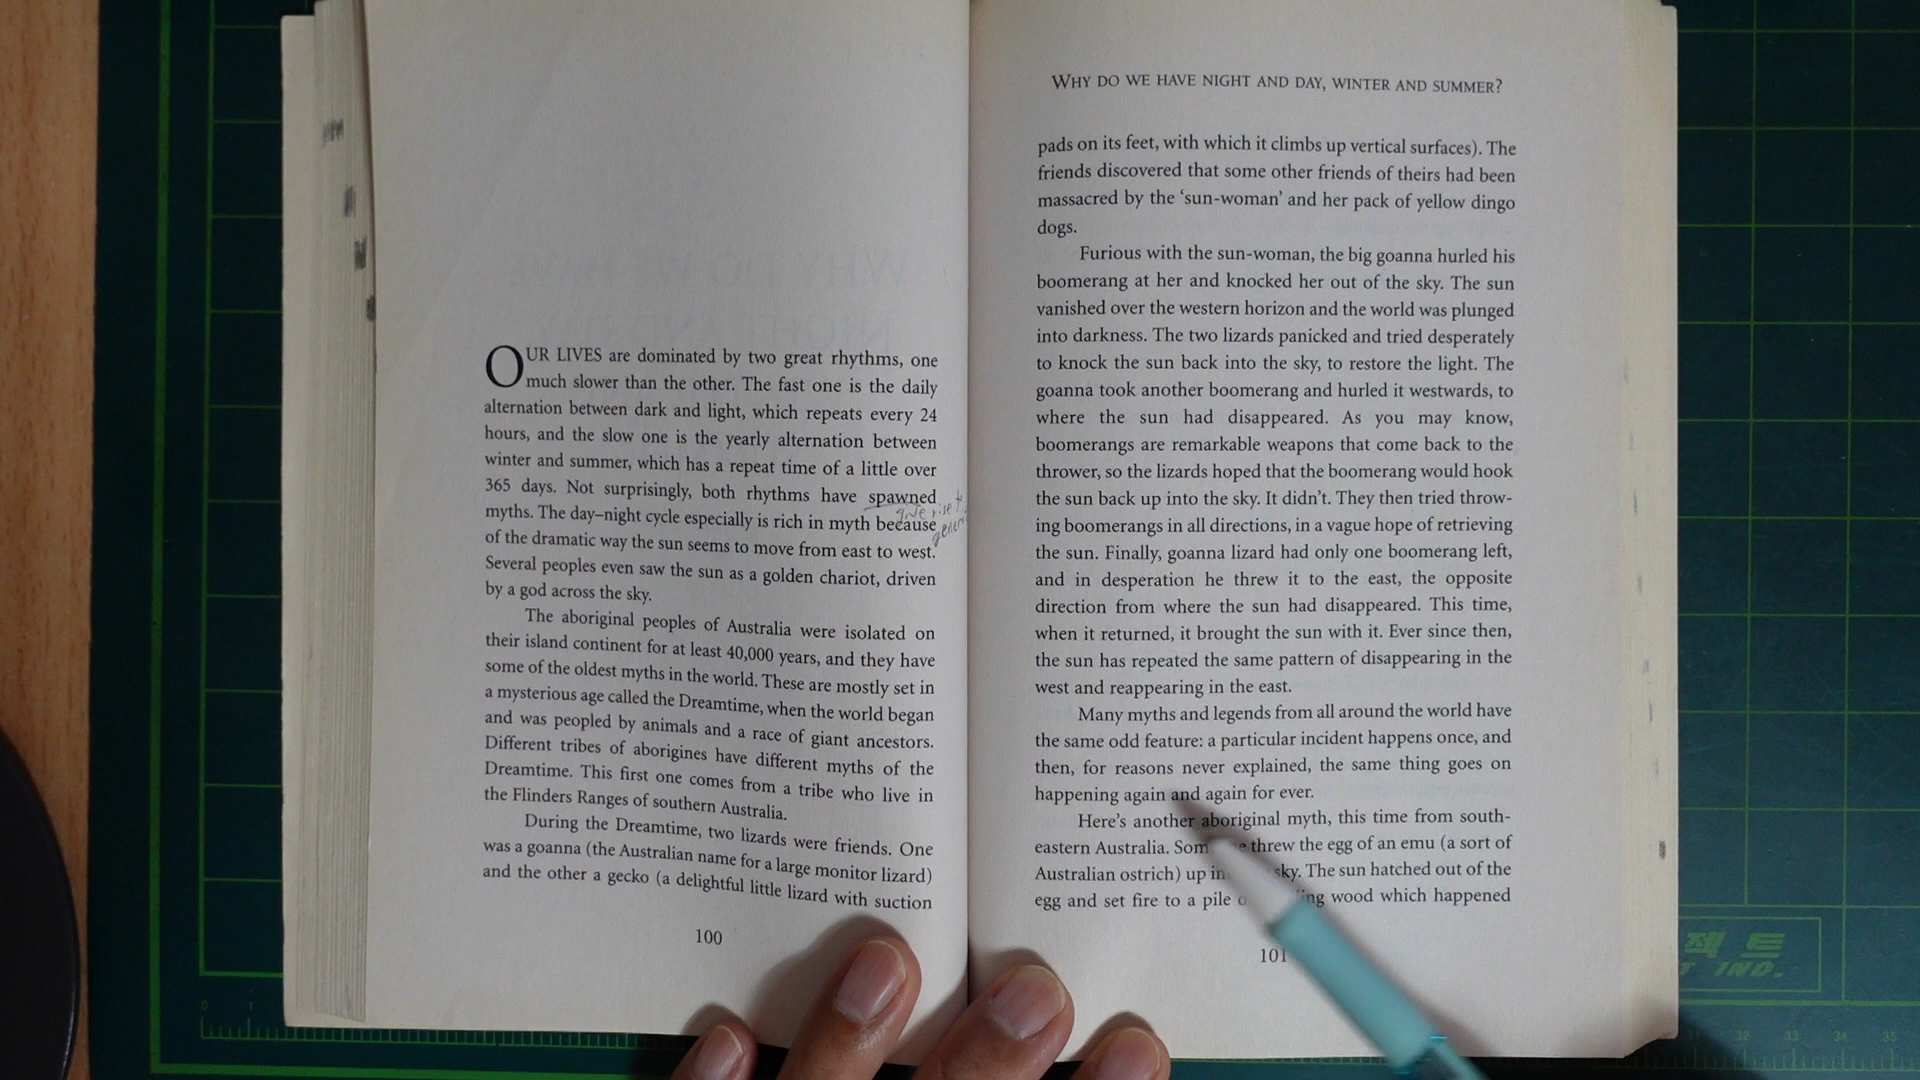 OUR LIVES are dominated by two great rhythms, one
much slower than the other. The fast one is the daily
alternation between dark and light, which repeats every 24
hours, and the slow one is the yearly alternation between
winter and summer, which has a repeat time of a little over
365 days. Not surprisingly, both rhythms have spawned
give rise
myths. The day–night cycle especially is rich in myth because
of the dramatic way the sun seems to move from east to west.
Several peoples even saw the sun as a golden chariot, driven
by a god across the sky.
The aboriginal peoples of Australia were isolated on
their island continent for at least 40,000 years, and they have
some of the oldest myths in the world. These are mostly set in
a mysterious age called the Dreamtime, when the world began
and was peopled by animals and a race of giant ancestors.
Different tribes of aborigines have different myths of the
Dreamtime. This first one comes from a tribe who live in
the Flinders Ranges of southern Australia.
During the Dreamtime, two lizards were friends. One
was a goanna (the Australian name for a large monitor lizard)
and the other a gecko (a delightful little lizard with suction
100
WHY DO WE HAVE NIGHT AND DAY, WINTER AND SUMMER?
pads on its feet, with which it climbs up vertical surfaces). The
friends discovered that some other friends of theirs had been
massacred by the ‘sun-woman’ and her pack of yellow dingo
dogs.
Furious with the sun-woman, the big goanna hurled his
boomerang at her and knocked her out of the sky. The sun
vanished over the western horizon and the world was plunged
into darkness. The two lizards panicked and tried desperately
to knock the sun back into the sky, to restore the light. The
goanna took another boomerang and hurled it westwards, to
where the sun had disappeared. As you may know,
boomerangs are remarkable weapons that come back to the
thrower, so the lizards hoped that the boomerang would hook
the sun back up into the sky. It didn’t. They then tried throw-
ing boomerangs in all directions, in a vague hope of retrieving
the sun. Finally, goanna lizard had only one boomerang left,
and in desperation he threw it to the east, the opposite
direction from where the sun had disappeared. This time,
when it returned, it brought the sun with it. Ever since then,
the sun has repeated the same pattern of disappearing in the
west and reappearing in the east.
Many myths and legends from all around the world have
the same odd feature: a particular incident happens once, and
then, for reasons never explained, the same thing goes on
happening again and again for ever.
Here’s another aboriginal myth, this time from south-
eastern Australia. threw the egg of an emu (a sort of
Australian ostrich) up sky. The sun hatched out of the
egg and set fire to a pile wood which happened
101
젝트
IND.